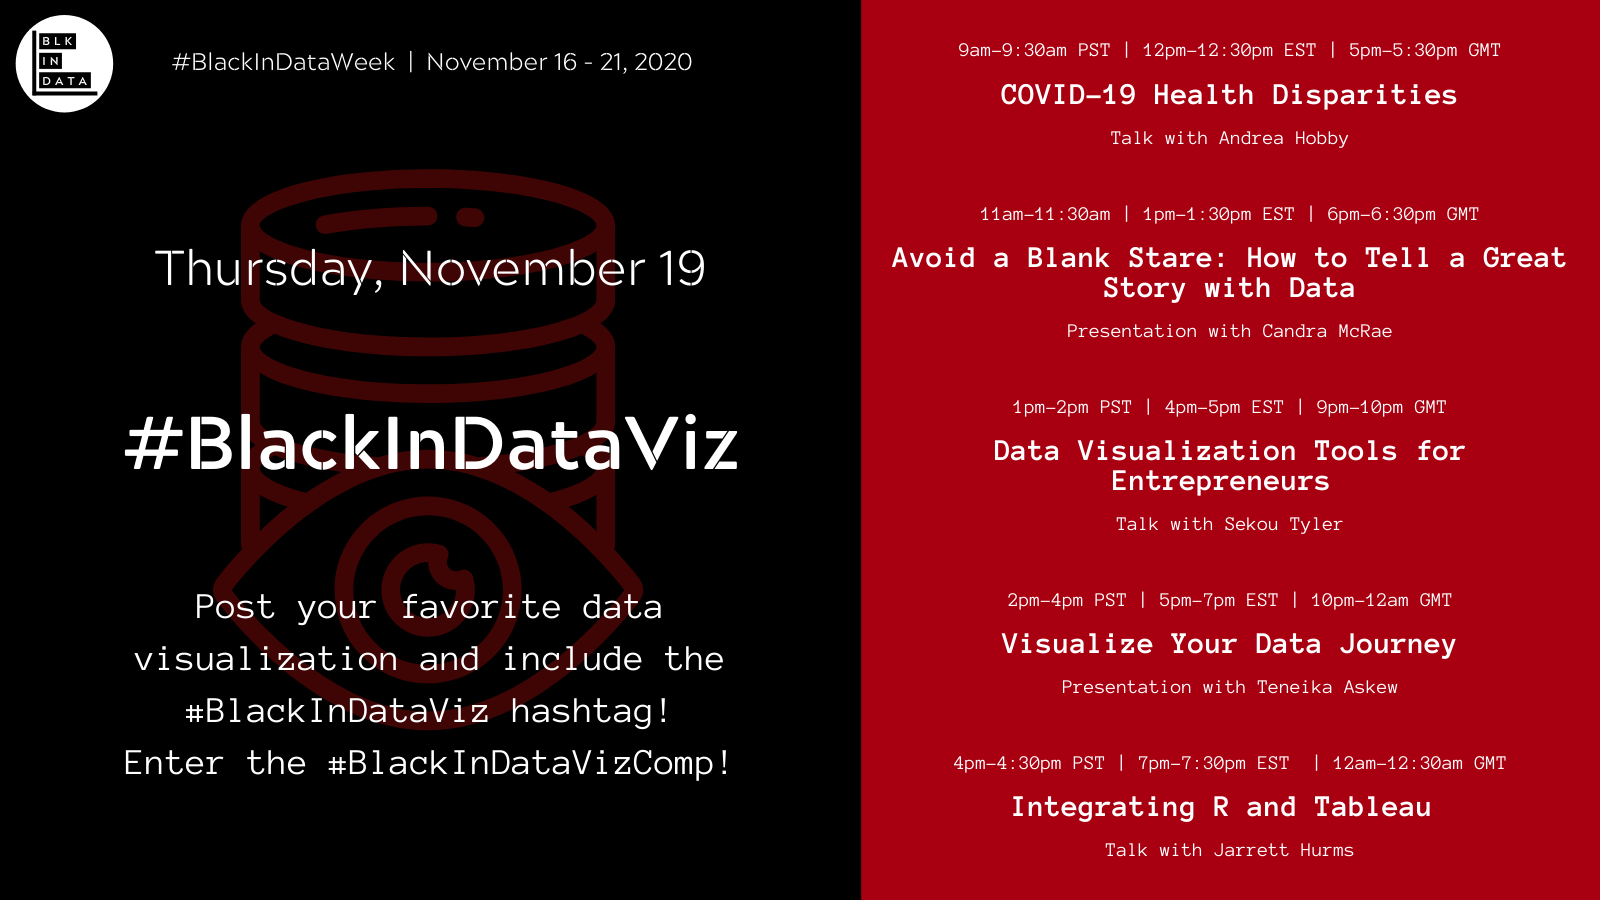 BLK
IN
DATA
#BlackInDataWeek | November 16 - 21, 2020
Thursday, November 19
#BlackInDataViz
Post your favorite data
visualization and include the
#BlackInDataViz hashtag!
Enter the #BlackInDataVizComp!
9am-9:30am PST | 12pm-12:30pm EST | 5pm-5:30pm GMT
COVID-19 Health Disparities
Talk with Andrea Hobby
11am-11:30am | 1pm-1:30pm EST | 6pm-6:30pm GMT
Avoid a Blank Stare: How to Tell a Great
Story with Data
Presentation with Candra McRae
1pm-2pm PST | 4pm-5pm EST | 9pm-10pm GMT
Data Visualization Tools for
Entrepreneurs
Talk with Sekou Tyler
2pm-4pm PST | 5pm-7pm EST | 10pm-12am GMT
Visualize Your Data Journey
Presentation with Teneika Askew
4pm-4:30pm PST | 7pm-7:30pm EST | 12am-12:30am GMT
Integrating R and Tableau
Talk with Jarrett Hurms